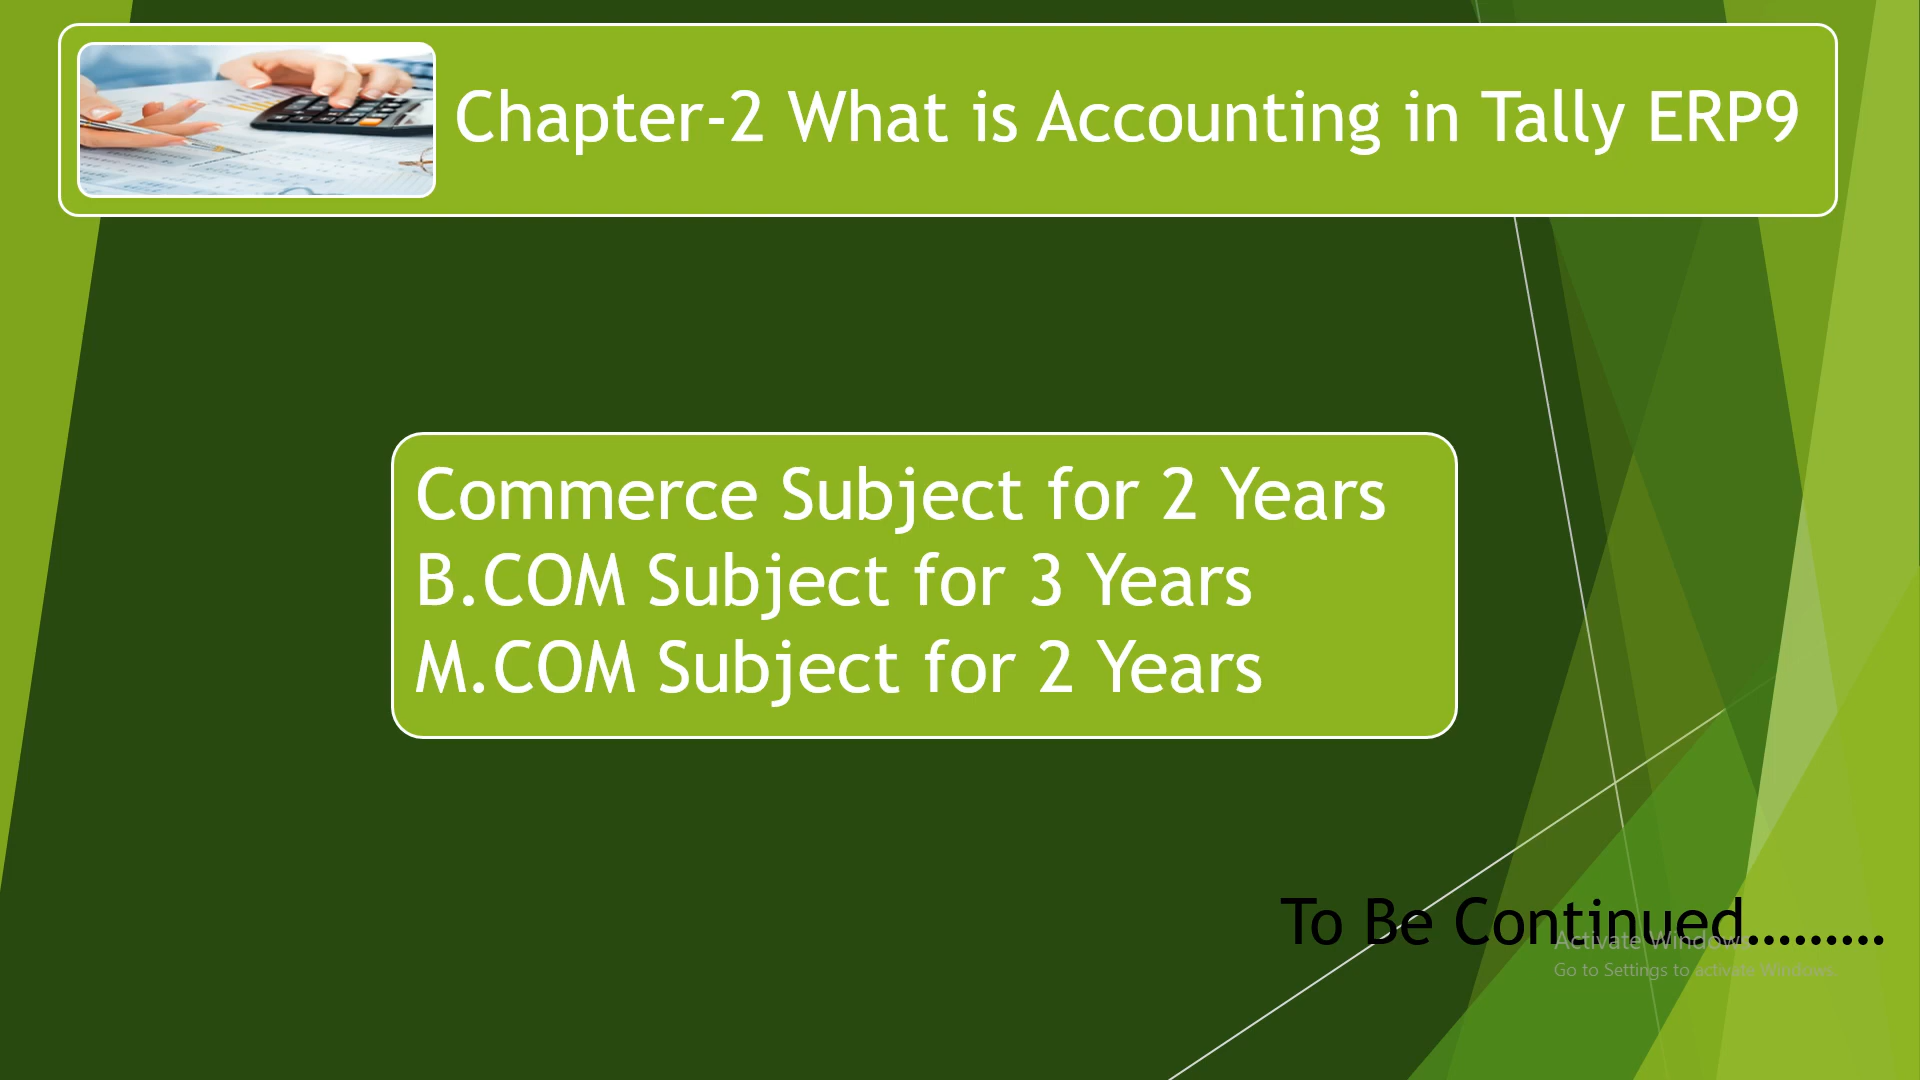 Chapter-2 What is Accounting in Tally ERP9
Commerce Subject for 2 Years
B.COM Subject for 3 Years
M.COM Subject for 2 Years
To Be Continued.........
Activate Window
Go to Settings to activate Windows.